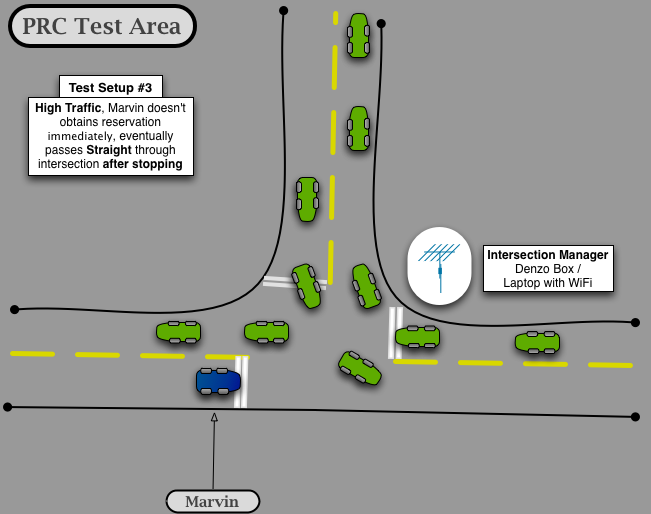 PRC Test Area
Test Setup #3
High Traffic, Marvin doesn't
obtains reservation
immediately, eventually
passes Straight through
intersection after stopping
Intersection Manager
Denzo Box /
Laptop with WiFi
Marvin